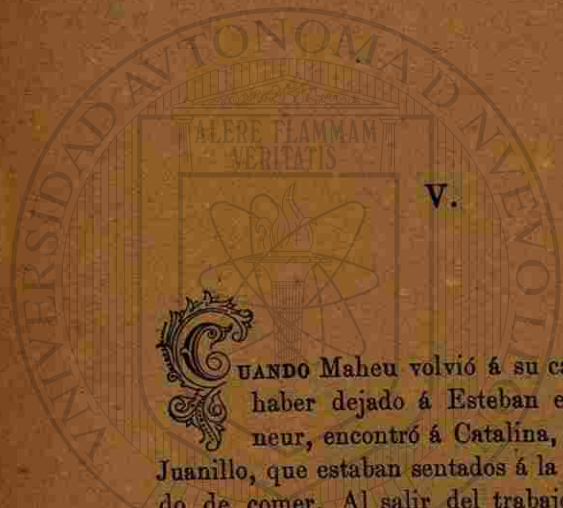 UNIVERSIDAD AUTONOMA DE NUEVO
ALERE FLAMMAM
VERITATIS
V.
CUANDO Maheu volvió á su ca
haber dejado á Esteban e
neur, encontró á Catalina,
Juanillo, que estaban sentados á la
do de comer. Al salir del trabaj